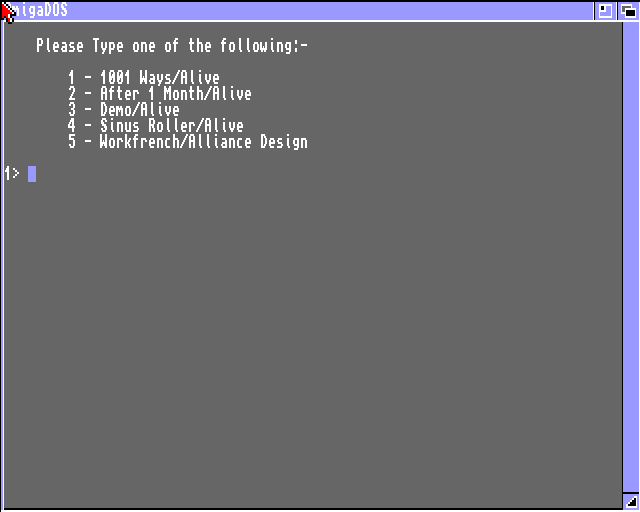 migaDOS
Please Type one of the following:-
1 - 1001 Ways/Alive
2 - After 1 Month/Alive
3 - Demo/Alive
4 - Sinus Roller/Alive
5 - Workfrench/Alliance Design
1>